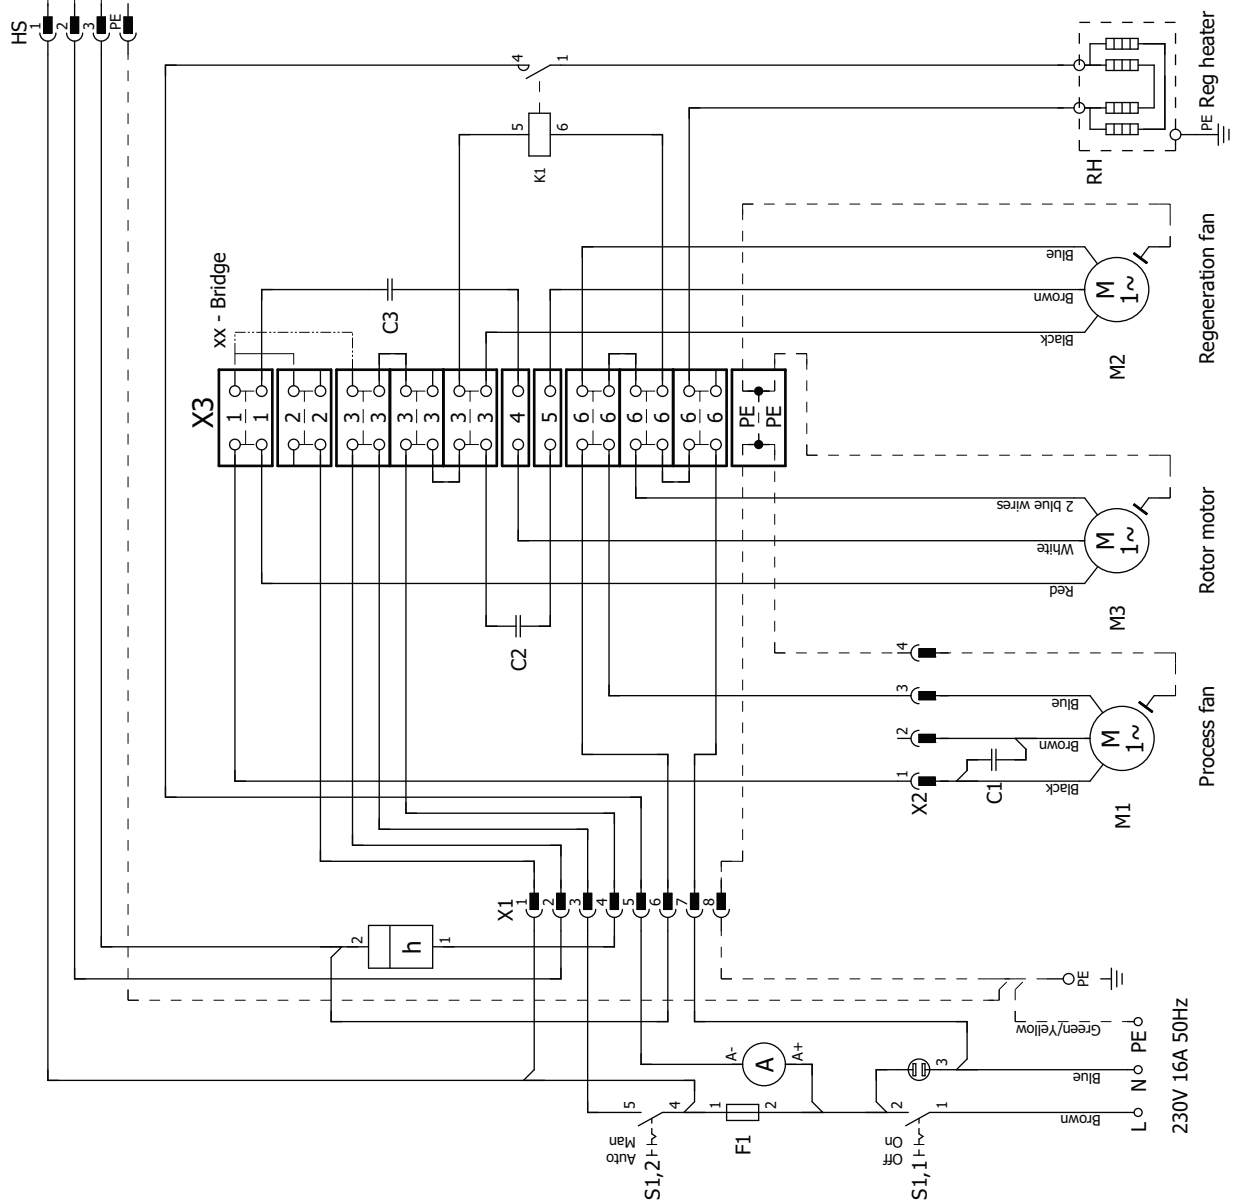 HS
1
2
3
PE
4
1
5
6
K1
RH
PE
Reg heater
xx - Bridge
C3
X3
1
1
2
2
3
3
3
3
3
3
4
5
6
6
6
6
6
6
PE
PE
Blue
Brown
Black
M
1~
M2
Regeneration fan
C2
2 blue wires
White
Red
M
1~
M3
Rotor motor
4
3
2
1
X2
C1
Blue
Brown
Black
M
1~
M1
Process fan
X1
1
2
3
4
5
6
7
8
2
h
1
PE
Green/Yellow
A-
A
A+
3
Blue
Brown
5
4
Auto
Man
S1,2
1
2
F1
2
1
Off
On
S1,1
L
N
PE
230V 16A 50Hz